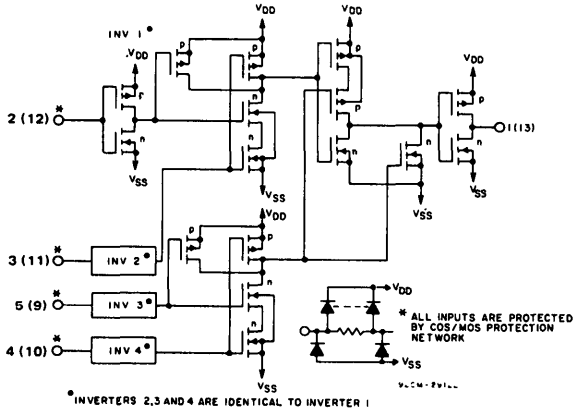 INV 1 •
VDD
VDD
VDD
VDD
p
p
p
p
p
p
2 (12) *
1 (13)
n
n
n
n
n
n
VSS
VSS
VSS
VSS
VDD
p
p
3 (11) *
INV 2 •
5 (9) *
INV 3 •
4 (10) *
INV 4 •
n
n
VSS
VDD
VSS
* ALL INPUTS ARE PROTECTED
BY COS/MOS PROTECTION
NETWORK
• INVERTERS 2,3 AND 4 ARE IDENTICAL TO INVERTER 1